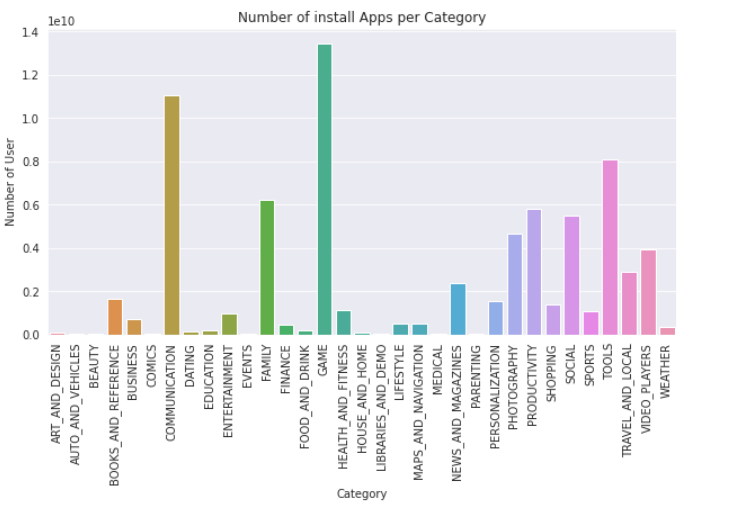 Number of install Apps per Category
1e10
1.4
1.2
1.0
0.8
0.6
0.4
0.2
0.0
Number of User
ART_AND_DESIGN
AUTO_AND_VEHICLES
BEAUTY
BOOKS_AND_REFERENCE
BUSINESS
COMICS
COMMUNICATION
DATING
EDUCATION
ENTERTAINMENT
EVENTS
FAMILY
FINANCE
FOOD_AND_DRINK
GAME
HEALTH_AND_FITNESS
HOUSE_AND_HOME
LIBRARIES_AND_DEMO
LIFESTYLE
MAPS_AND_NAVIGATION
MEDICAL
NEWS_AND_MAGAZINES
PARENTING
PERSONALIZATION
PHOTOGRAPHY
PRODUCTIVITY
SHOPPING
SOCIAL
SPORTS
TOOLS
TRAVEL_AND_LOCAL
VIDEO_PLAYERS
WEATHER
Category